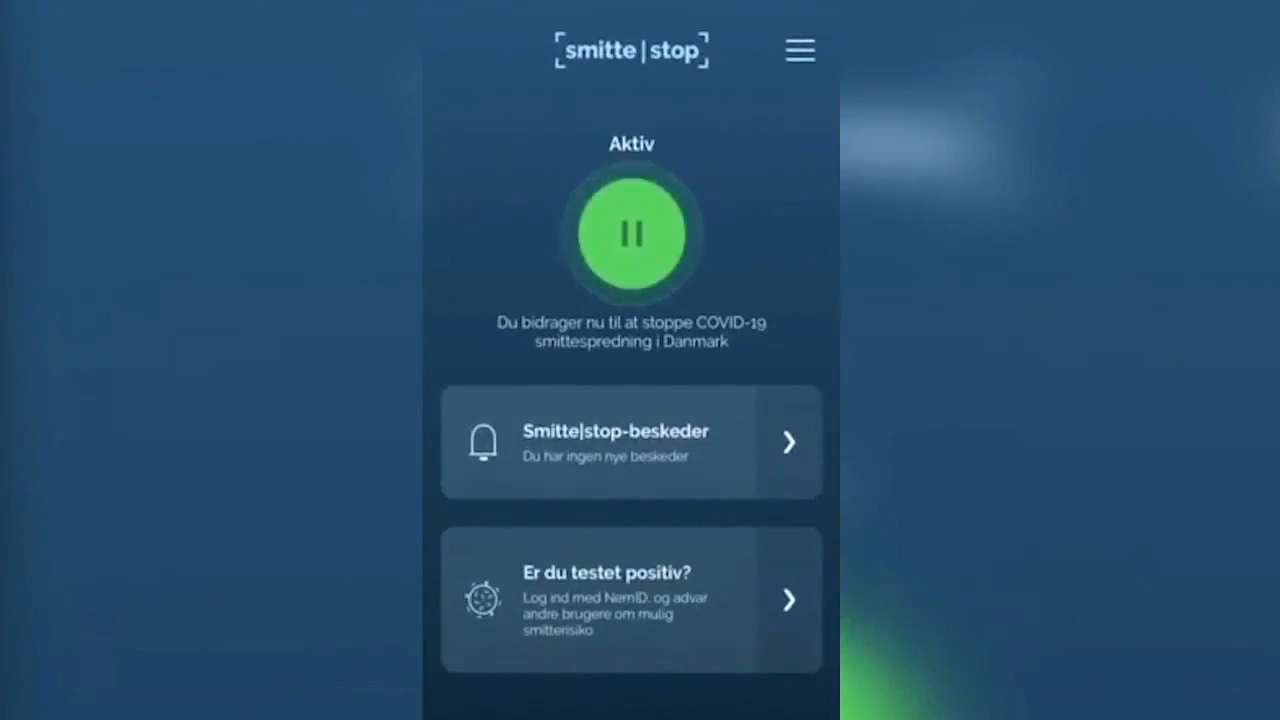 smitte|stop
Aktiv
Du bidrager nu til at stoppe COVID-19
smittespredning i Danmark
Smitte|stop-beskeder
Du har ingen nye beskeder
Er du testet positiv?
Log ind med NemID, og advar
andre brugere om mulig
smitterisiko